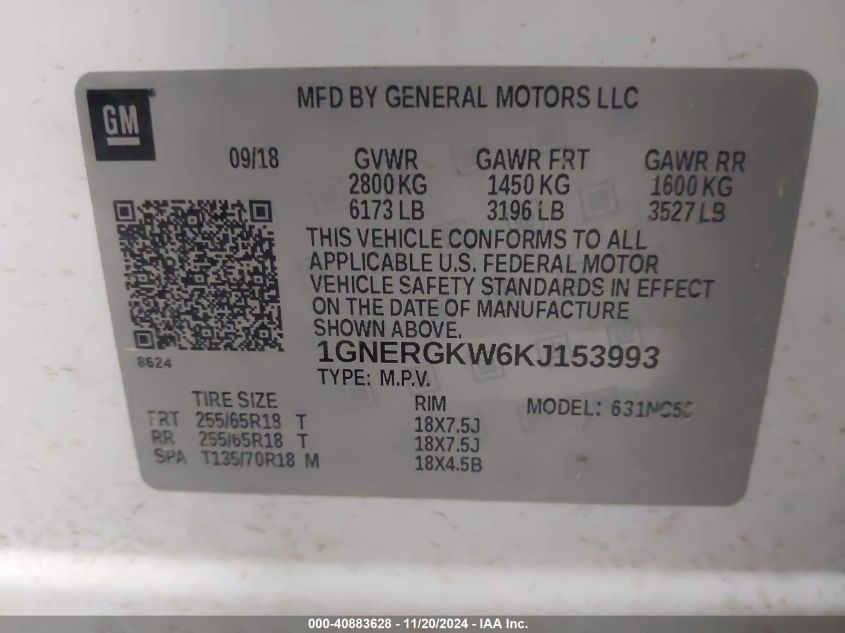 MFD BY GENERAL MOTORS LLC
GM
09/18 GVWR GAWR FRT GAWR RR
2800 KG 1450 KG 1600 KG
6173 LB 3196 LB 3527 LB
THIS VEHICLE CONFORMS TO ALL
APPLICABLE U.S. FEDERAL MOTOR
VEHICLE SAFETY STANDARDS IN EFFECT
ON THE DATE OF MANUFACTURE
SHOWN ABOVE.
1GNERGKW6KJ153993
8624
TYPE: M.P.V.
TIRE SIZE RIM MODEL:
FRT 255/65R18 T 18X7.5J
RR 255/65R18 T 18X7.5J
SPA T135/70R18 M 18X4.5B
000-40883628 - 11/20/2024 - IAA Inc.